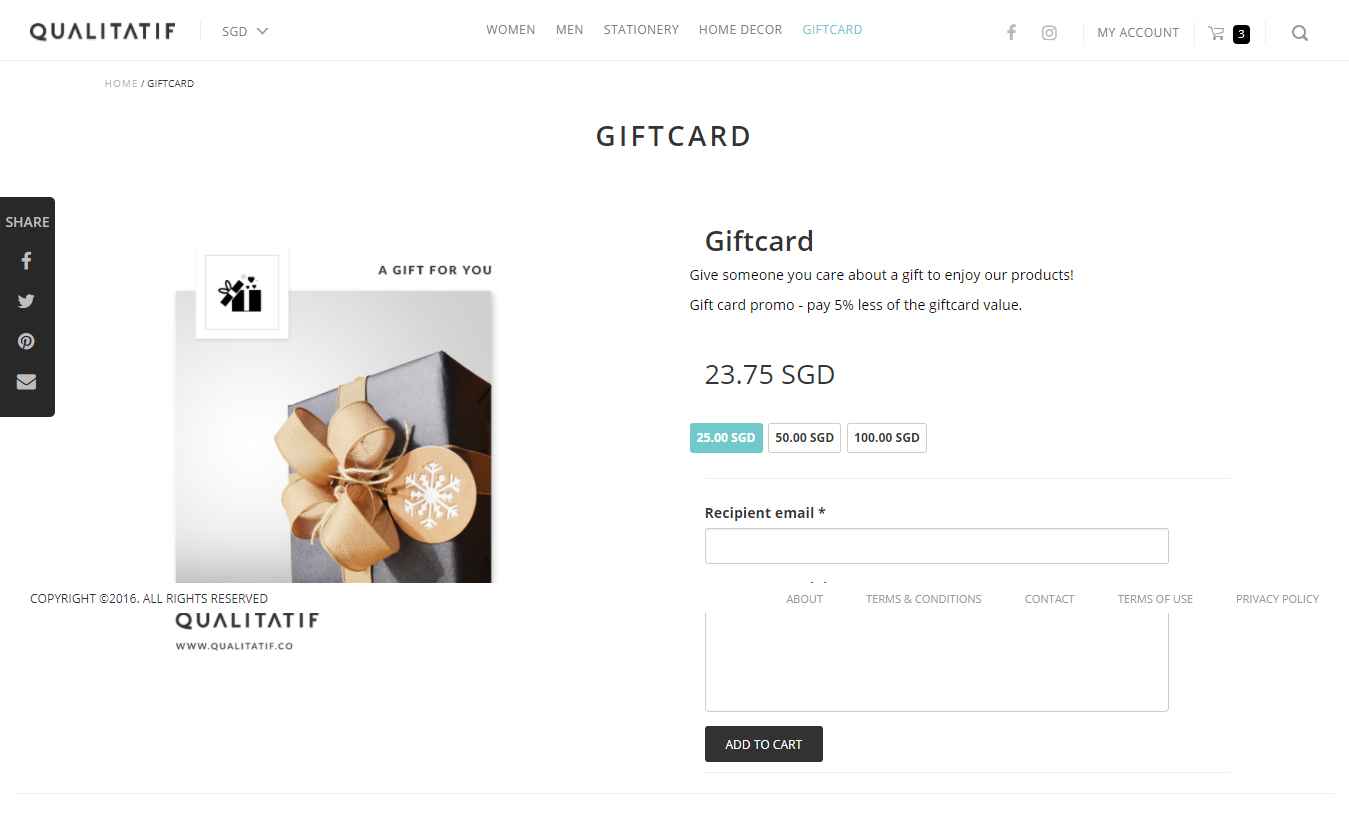 QUALITATIF
SGD
WOMEN MEN STATIONERY HOME DECOR GIFTCARD
MY ACCOUNT
3
HOME / GIFTCARD
GIFTCARD
SHARE
A GIFT FOR YOU
QUALITATIF
WWW.QUALITATIF.CO
Giftcard
Give someone you care about a gift to enjoy our products!
Gift card promo - pay 5% less of the giftcard value.
23.75 SGD
25.00 SGD 50.00 SGD 100.00 SGD
Recipient email *
ADD TO CART
COPYRIGHT ©2016. ALL RIGHTS RESERVED
ABOUT TERMS & CONDITIONS CONTACT TERMS OF USE PRIVACY POLICY